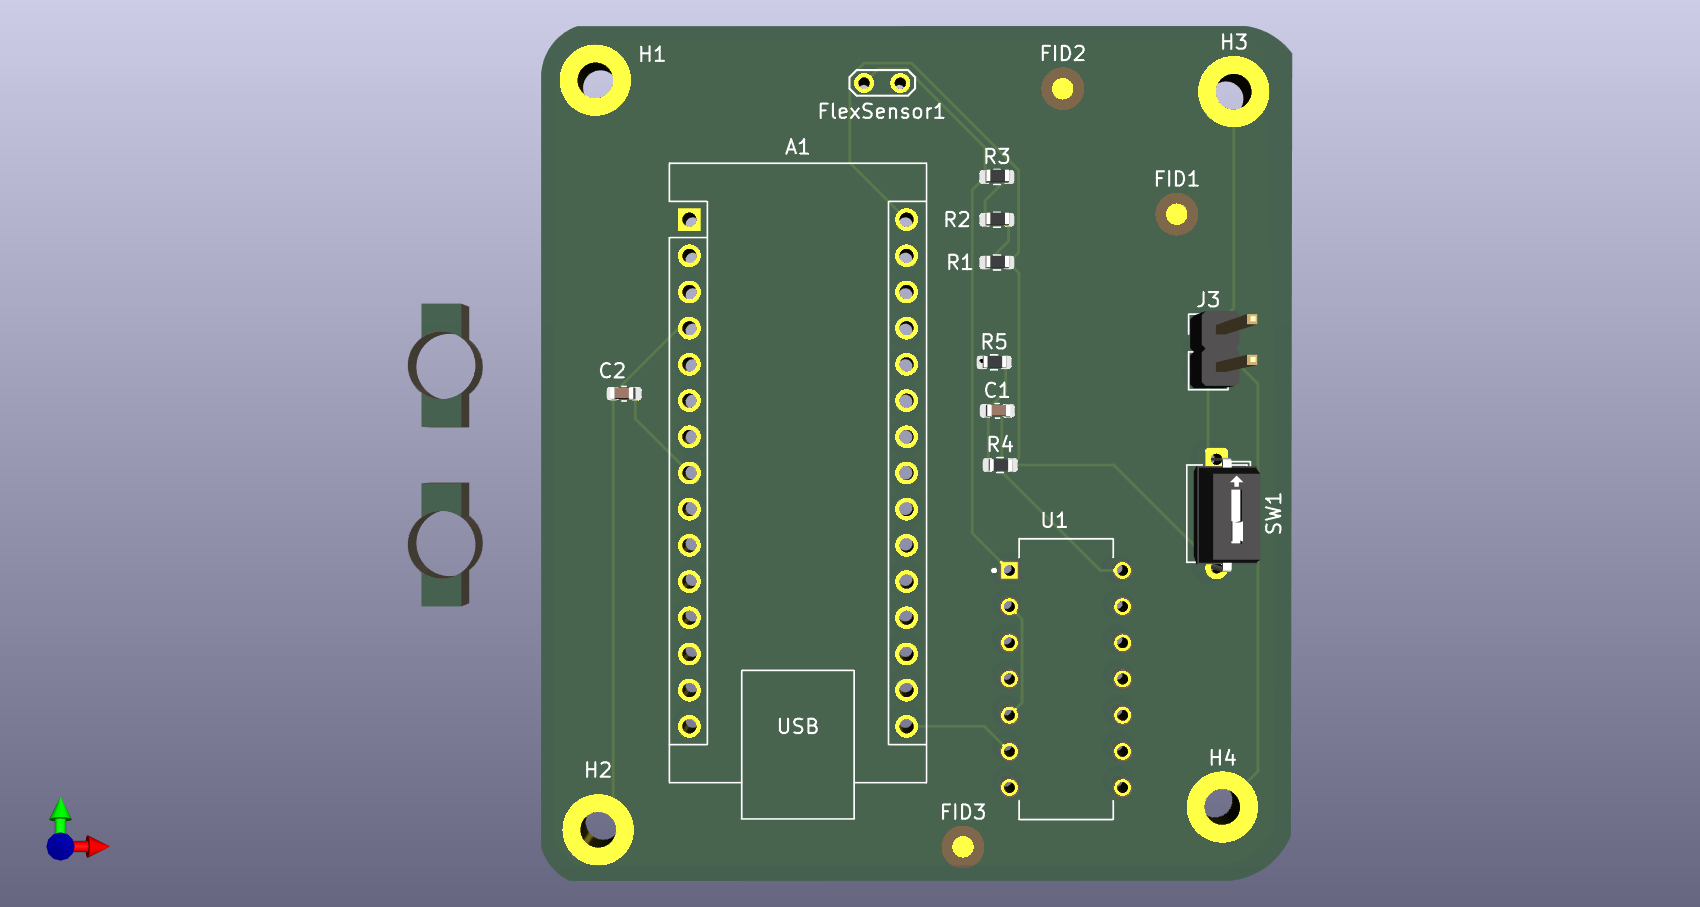 H1
FID2
H3
FlexSensor1
A1
R3
FID1
R2
R1
J3
R5
C2
C1
R4
SW1
U1
USB
H4
H2
FID3